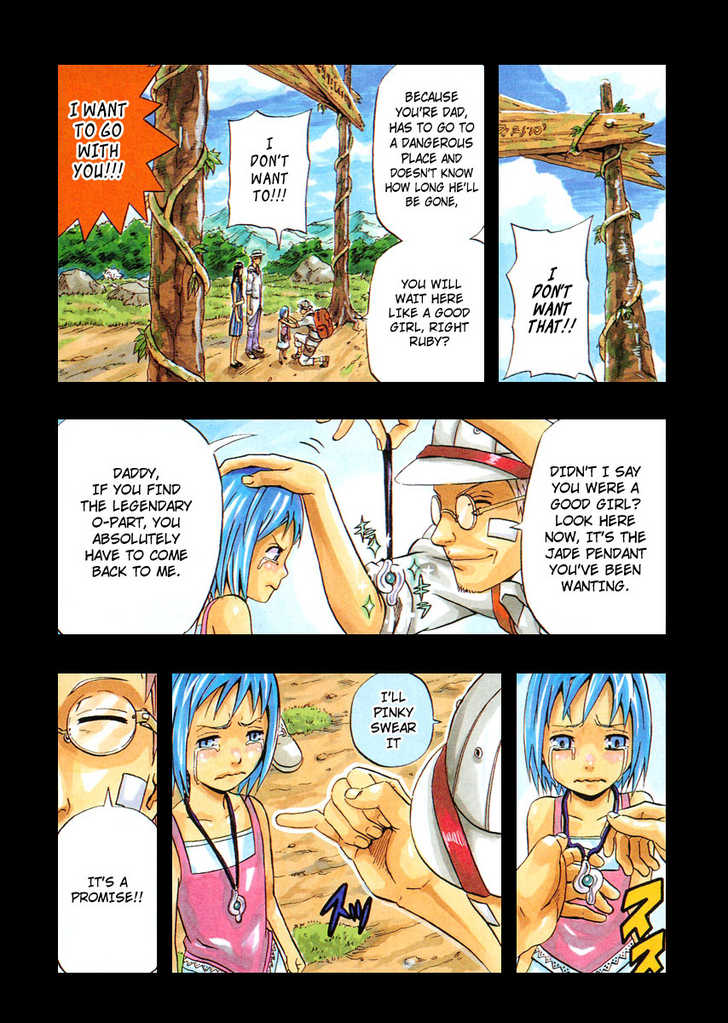 I
DON'T
WANT
THAT!!
BECAUSE
YOU'RE DAD,
HAS TO GO TO
A DANGEROUS
PLACE AND
DOESN'T KNOW
HOW LONG HE'LL
BE GONE,
YOU WILL
WAIT HERE
LIKE A GOOD
GIRL, RIGHT
RUBY?
I
DON'T
WANT
TO!!!
I WANT
TO GO
WITH
YOU!!!
DIDN'T I SAY
YOU WERE A
GOOD GIRL?
LOOK HERE
NOW, IT'S THE
JADE PENDANT
YOU'VE BEEN
WANTING.
DADDY,
IF YOU FIND
THE LEGENDARY
O-PART, YOU
ABSOLUTELY
HAVE TO COME
BACK TO ME.
I'LL
PINKY
SWEAR
IT
スッ
IT'S A
PROMISE!!